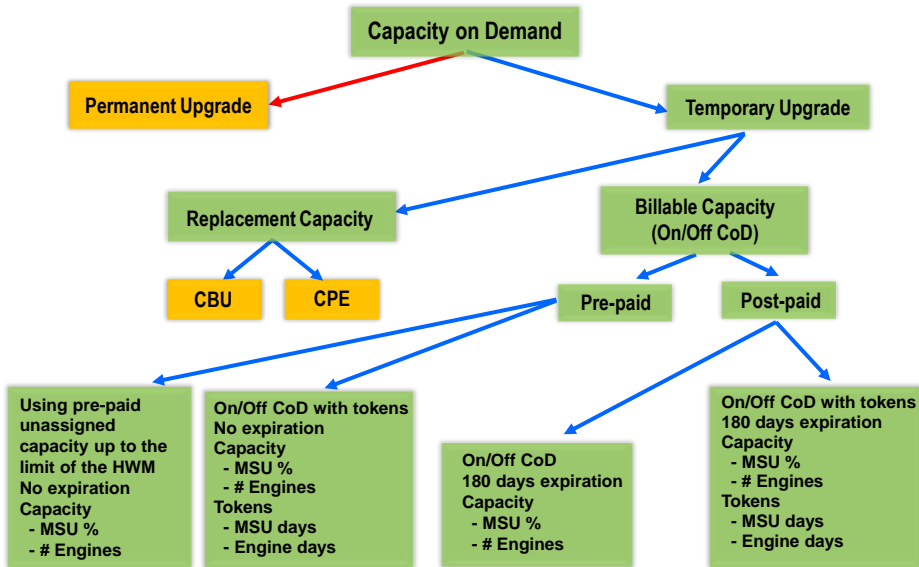 Capacity on Demand
Permanent Upgrade
Temporary Upgrade
Replacement Capacity
Billable Capacity
(On/Off CoD)
CBU
CPE
Pre-paid
Post-paid
Using pre-paid
unassigned
capacity up to the
limit of the HWM
No expiration
Capacity
- MSU %
- # Engines
On/Off CoD with tokens
No expiration
Capacity
- MSU %
- # Engines
Tokens
- MSU days
- Engine days
On/Off CoD
180 days expiration
Capacity
- MSU %
- # Engines
On/Off CoD with tokens
180 days expiration
Capacity
- MSU %
- # Engines
Tokens
- MSU days
- Engine days